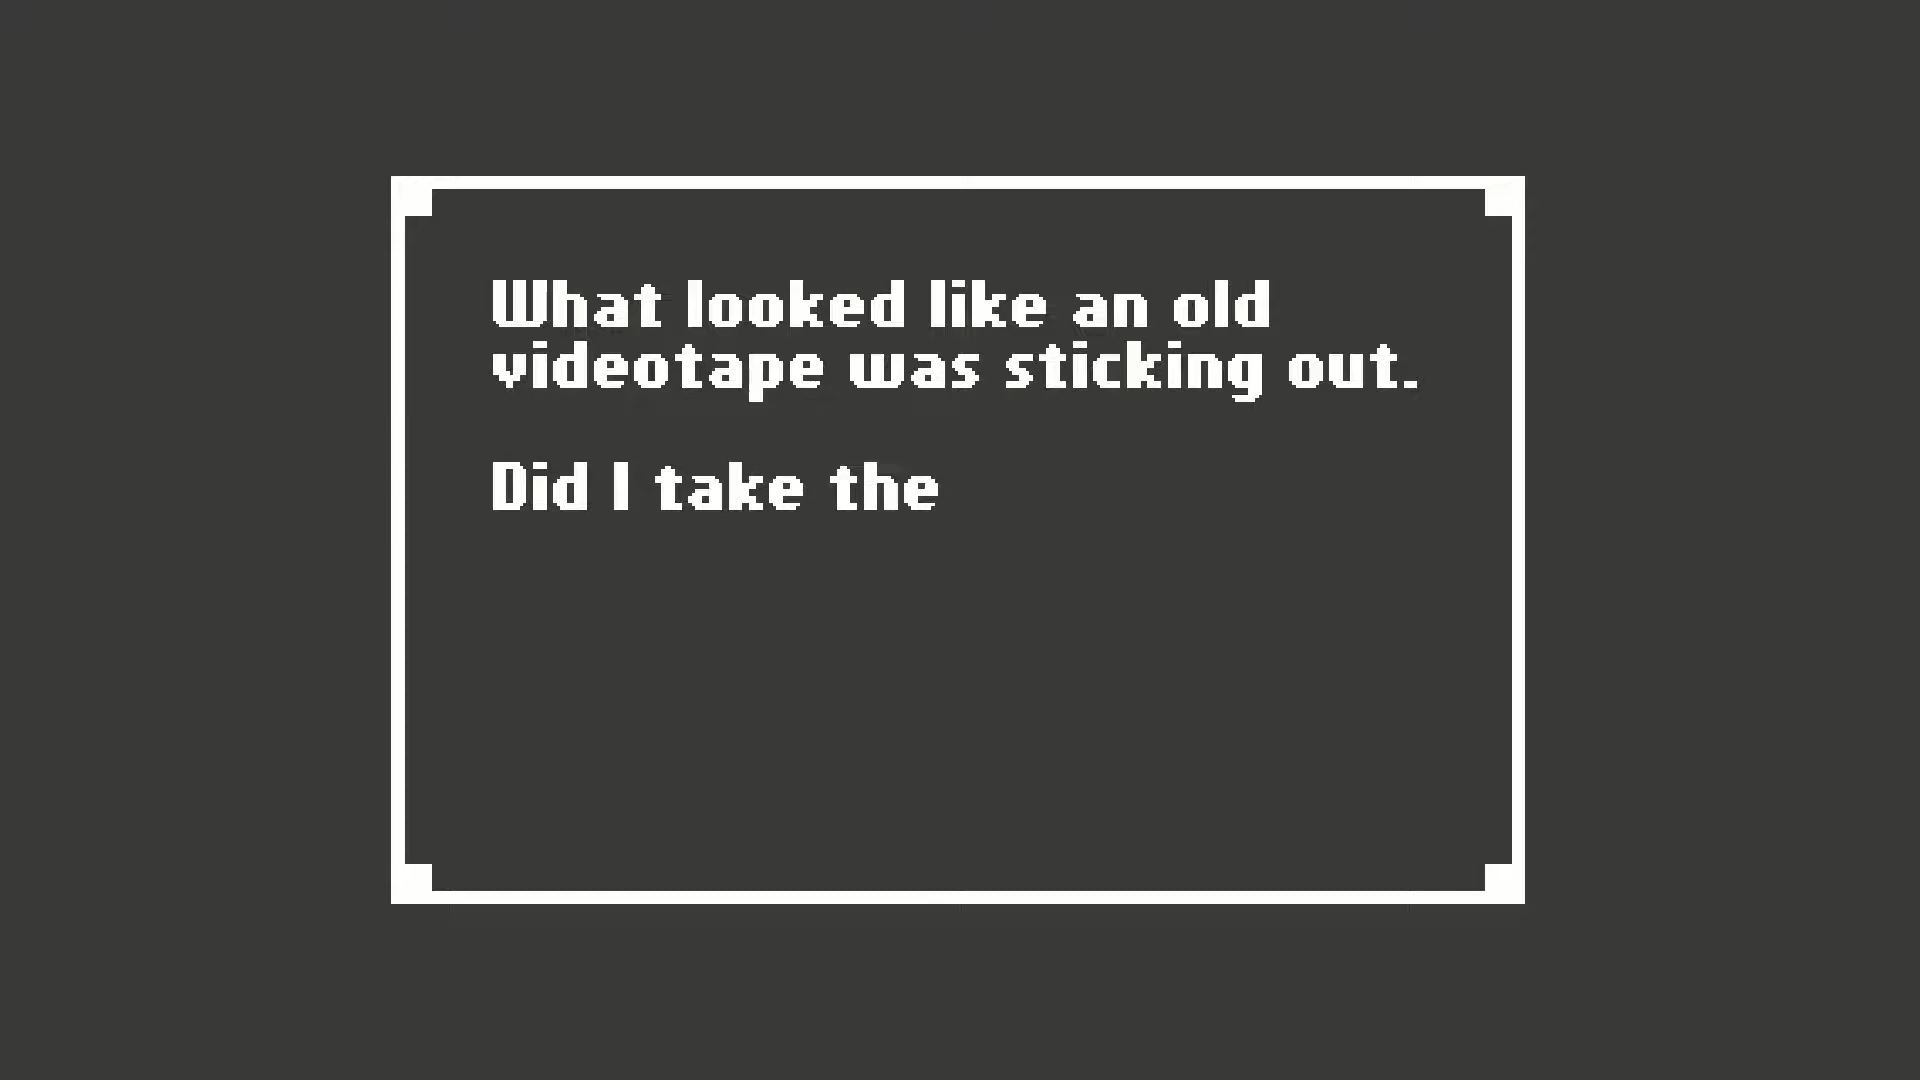 What looked like an old
videotape was sticking out.
Did I take the